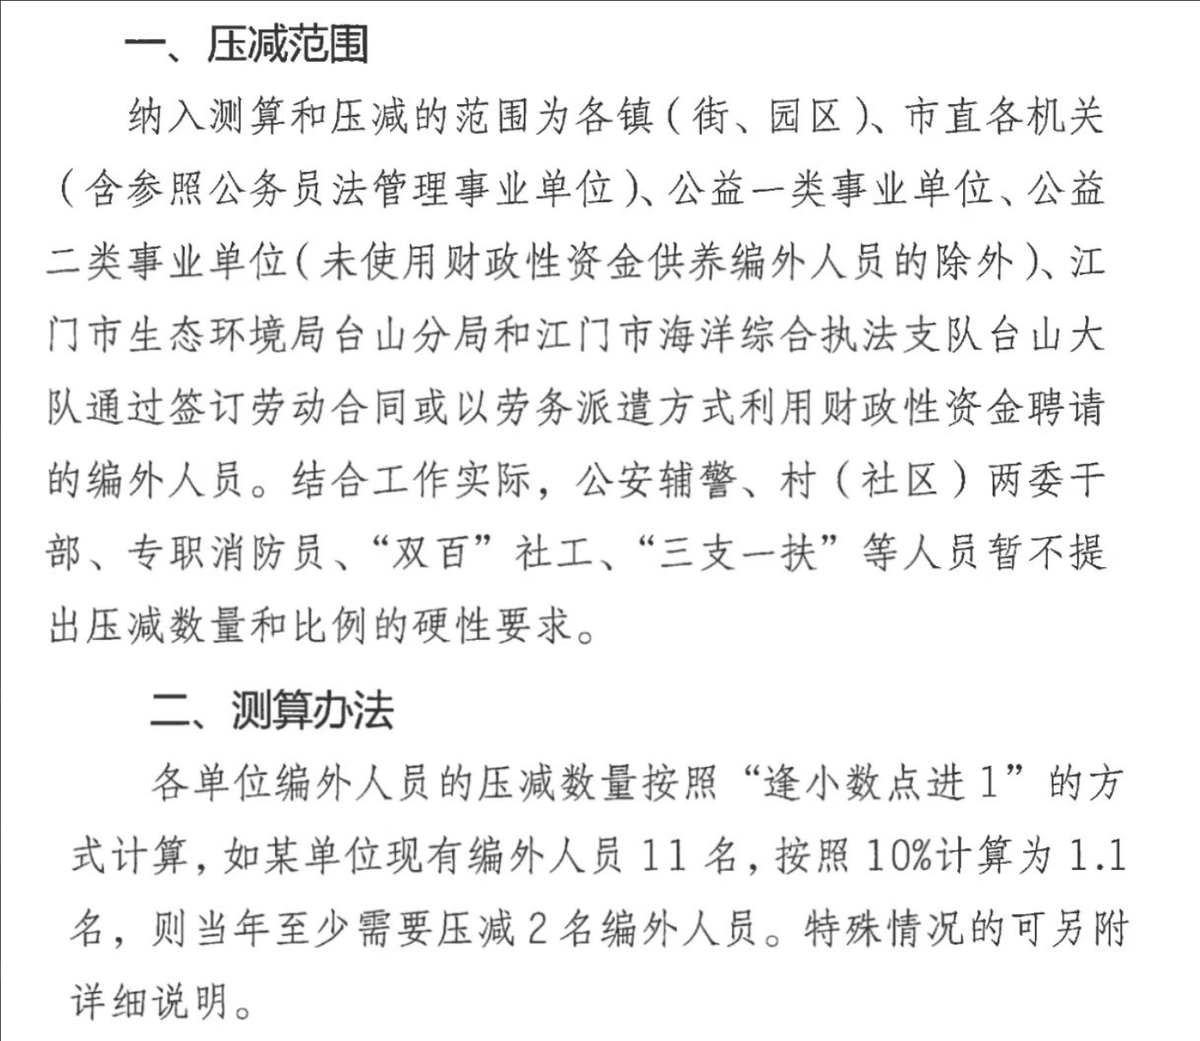 一、压减范围
纳入测算和压减的范围为各镇（街、园区）、市直各机关
（含参照公务员法管理事业单位）、公益一类事业单位、公益
二类事业单位（未使用财政性资金供养编外人员的除外）、江
门市生态环境局台山分局和江门市海洋综合执法支队台山大
队通过签订劳动合同或以劳务派遣方式利用财政性资金聘请
的编外人员。结合工作实际，公安辅警、村（社区）两委干
部、专职消防员、“双百”社工、“三支一扶”等人员暂不提
出压减数量和比例的硬性要求。
二、测算办法
各单位编外人员的压减数量按照“逢小数点进1”的方
式计算，如某单位现有编外人员11名，按照10%计算为1.1
名，则当年至少需要压减2名编外人员。特殊情况的可另附
详细说明。